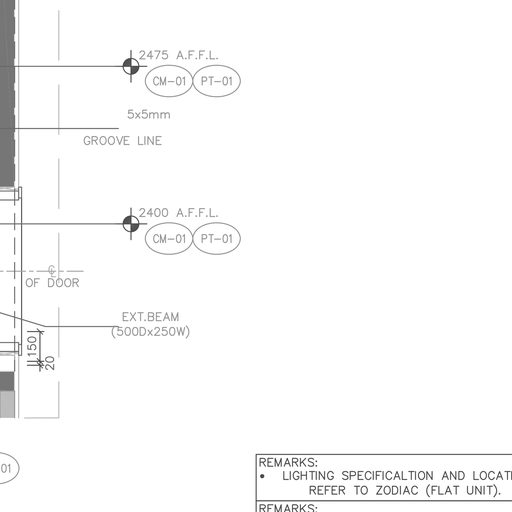 2475 A.F.F.L.
CM-01 PT-01
5x5mm
GROOVE LINE
2400 A.F.F.L.
CM-01 PT-01
℄
OF DOOR
EXT.BEAM
(500Dx250W)
150
20
01
REMARKS:
• LIGHTING SPECIFICALTION AND LOCATI
REFER TO ZODIAC (FLAT UNIT).
REMARKS: